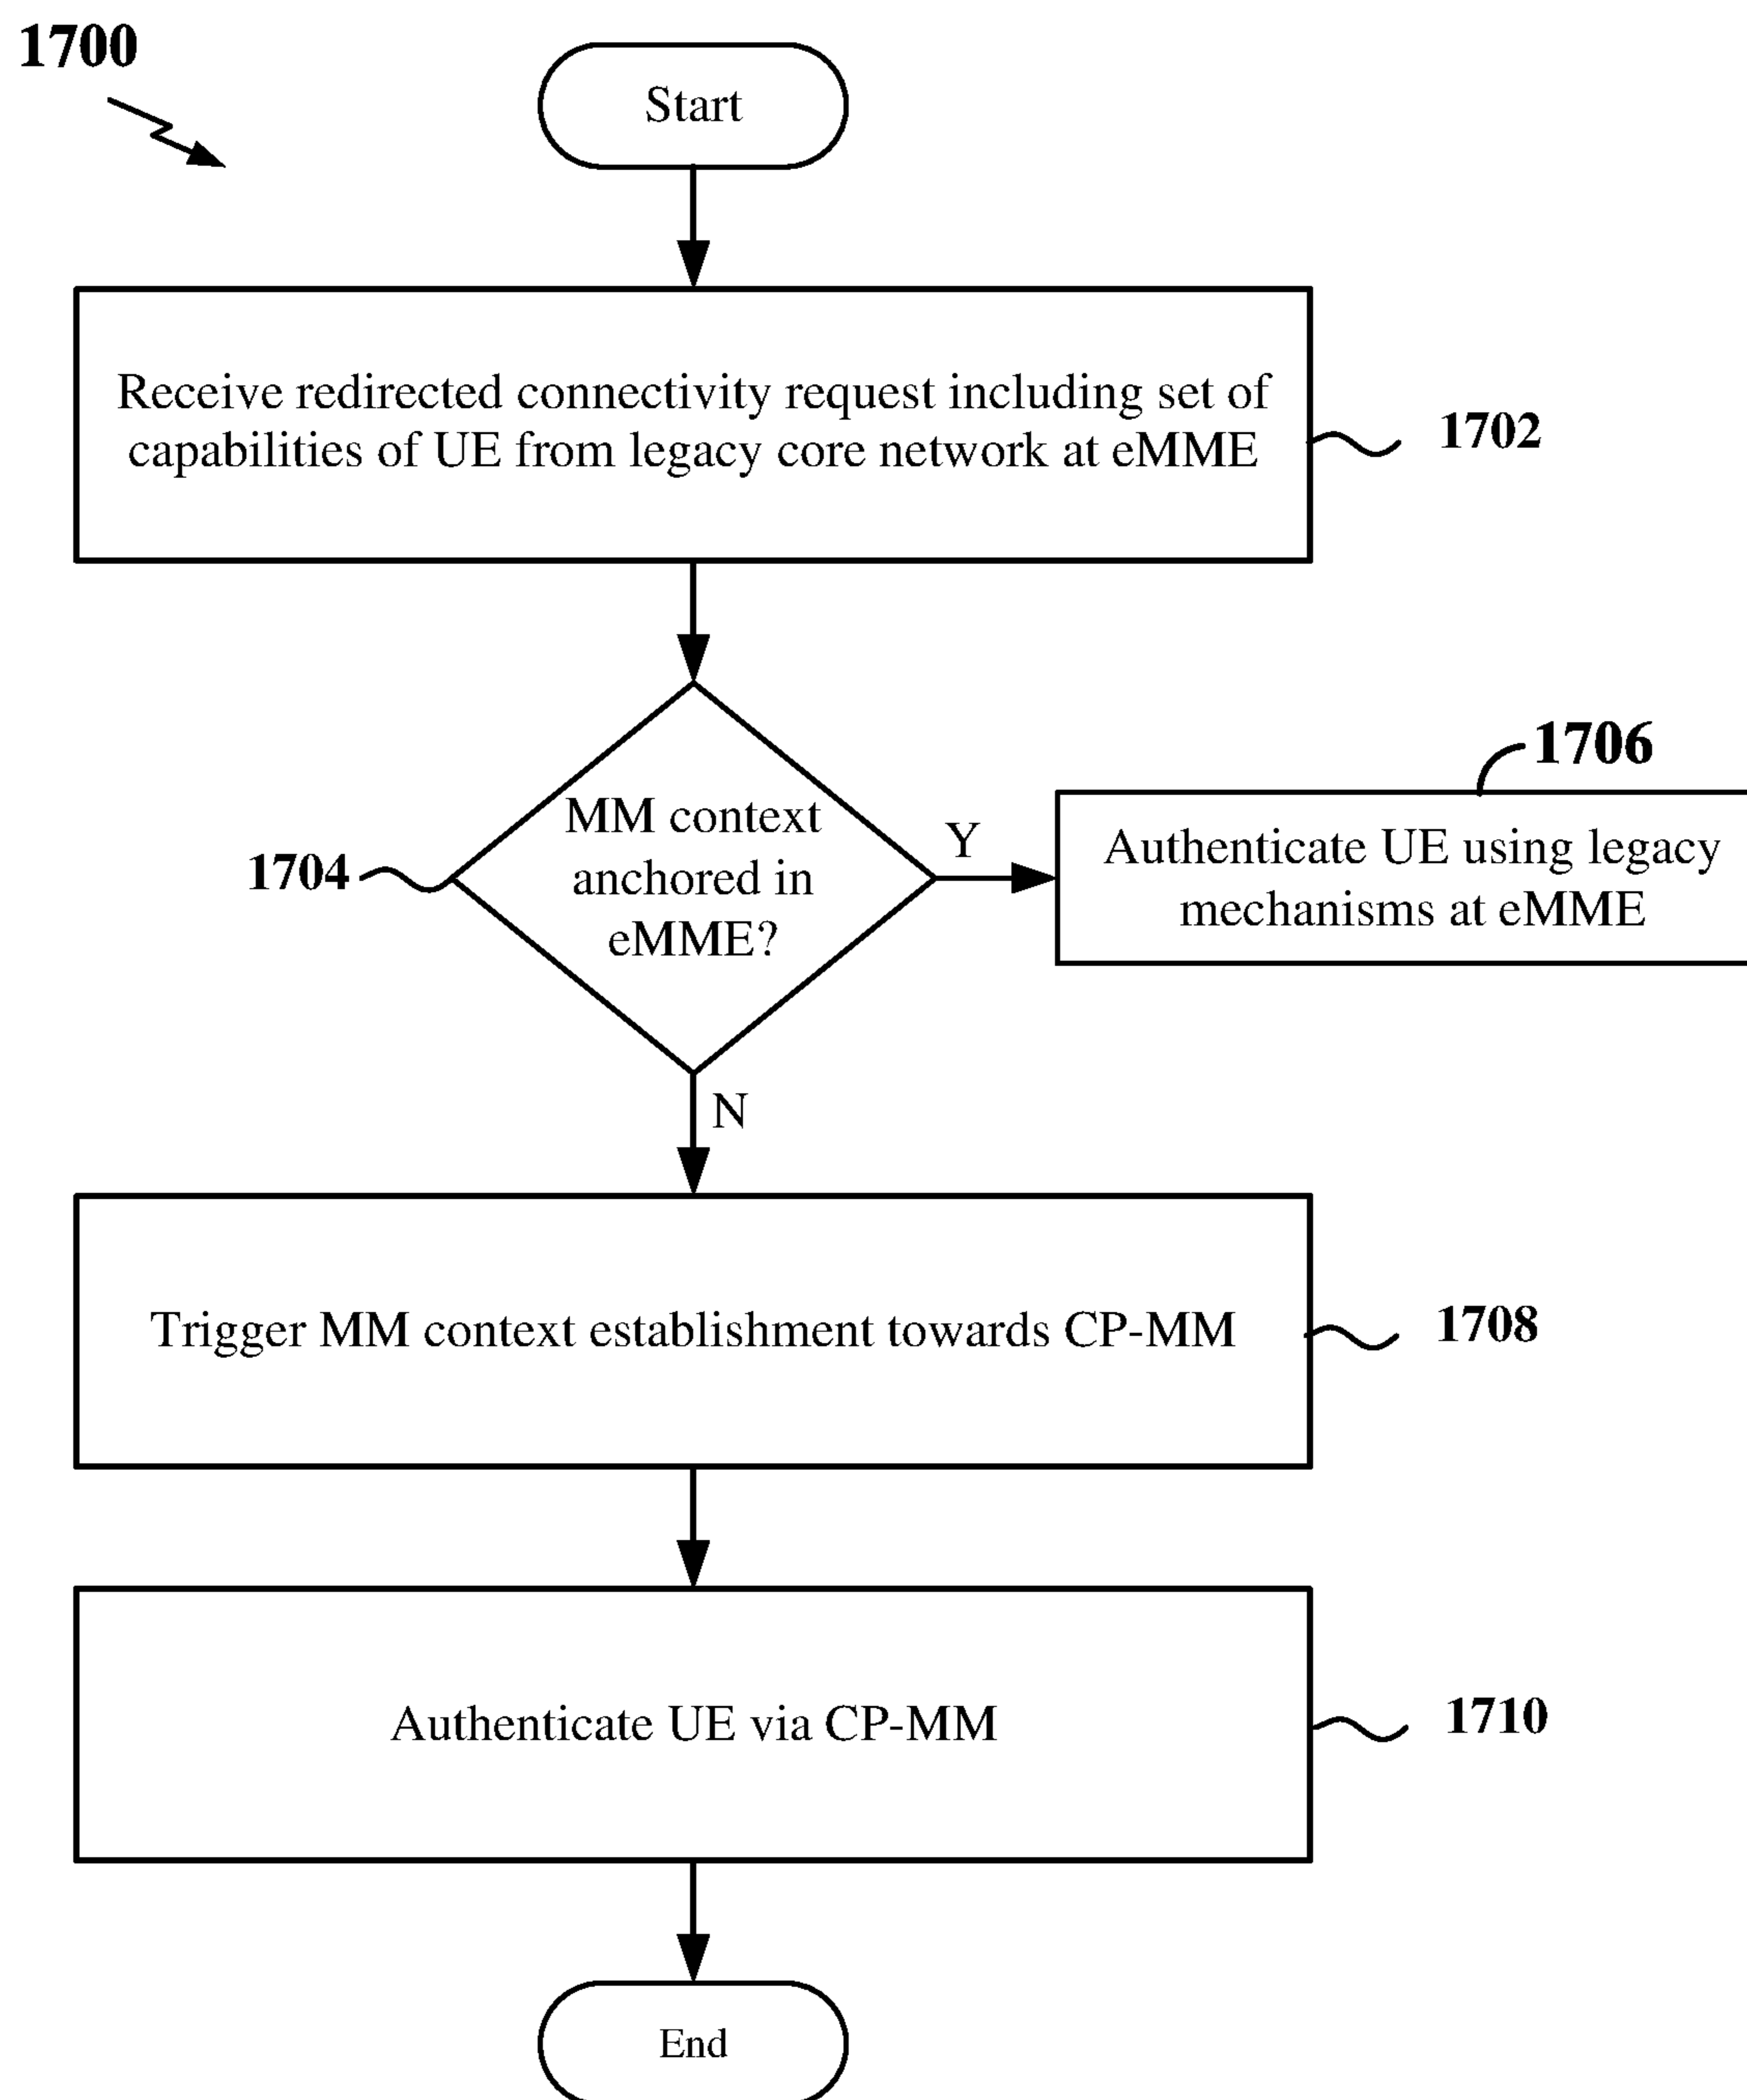 1700
Start
Receive redirected connectivity request including set of
capabilities of UE from legacy core network at eMME
1702
MM context
anchored in
eMME?
1704
Y
1706
Authenticate UE using legacy
mechanisms at eMME
N
Trigger MM context establishment towards CP-MM
1708
Authenticate UE via CP-MM
1710
End